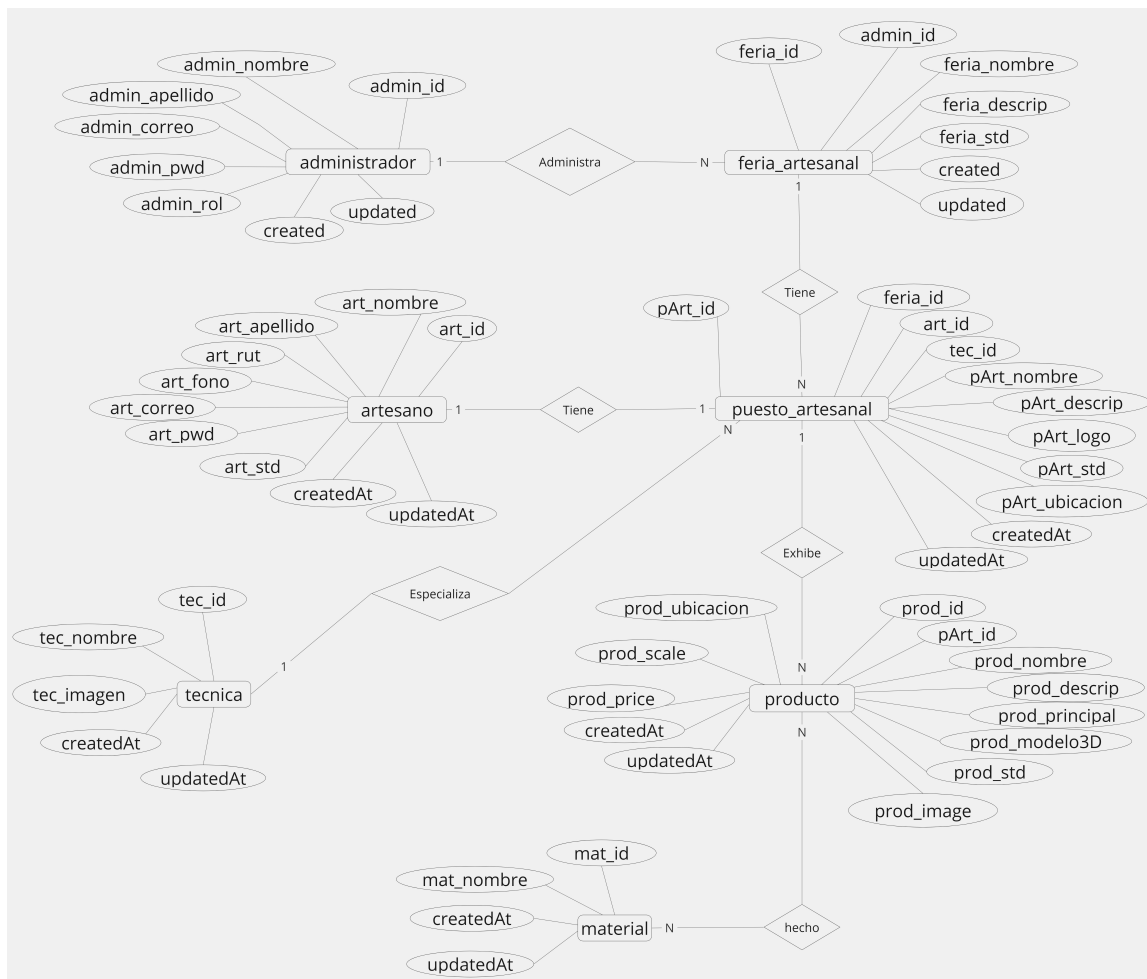 admin_id
feria_id
admin_nombre
feria_nombre
admin_id
admin_apellido
feria_descrip
admin_correo
feria_std
administrador
1
Administra
N
feria_artesanal
admin_pwd
created
1
admin_rol
updated
updated
created
Tiene
feria_id
art_nombre
pArt_id
art_apellido
art_id
art_id
tec_id
art_rut
pArt_nombre
art_fono
N
pArt_descrip
art_correo
artesano
1
Tiene
1
puesto_artesanal
art_pwd
N
1
pArt_logo
art_std
pArt_std
createdAt
pArt_ubicacion
updatedAt
createdAt
Exhibe
updatedAt
Especializa
tec_id
prod_ubicacion
prod_id
tec_nombre
pArt_id
prod_scale
1
N
prod_nombre
tec_imagen
tecnica
prod_price
producto
prod_descrip
prod_principal
createdAt
createdAt
N
prod_modelo3D
updatedAt
updatedAt
prod_std
prod_image
mat_id
mat_nombre
createdAt
material
N
hecho
updatedAt